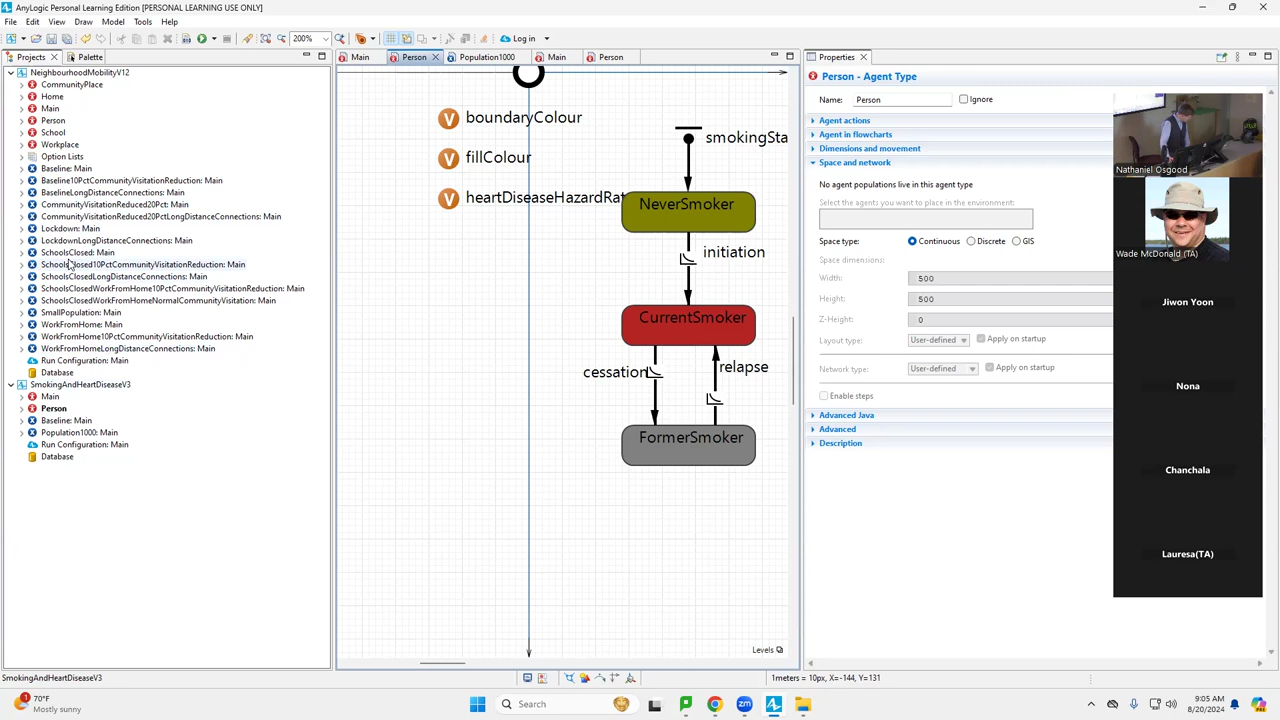 AnyLogic Personal Learning Edition [PERSONAL LEARNING USE ONLY]
File Edit View Draw Model Tools Help
200% Log in
Projects Palette
NeighbourhoodMobilityV12
CommunityPlace
Home
Main
Person
School
Workplace
Option Lists
Baseline: Main
Baseline10PctCommunityVisitationReduction: Main
BaselineLongDistanceConnections: Main
CommunityVisitationReduced20Pct: Main
CommunityVisitationReduced20PctLongDistanceConnections: Main
Lockdown: Main
LockdownLongDistanceConnections: Main
SchoolsClosed: Main
SchoolsClosed10PctCommunityVisitationReduction: Main
SchoolsClosedLongDistanceConnections: Main
SchoolsClosedWorkFromHome10PctCommunityVisitationReduction: Main
SchoolsClosedWorkFromHomeNormalCommunityVisitation: Main
SmallPopulation: Main
WorkFromHome: Main
WorkFromHome10PctCommunityVisitationReduction: Main
WorkFromHomeLongDistanceConnections: Main
Run Configuration: Main
Database
SmokingAndHeartDiseaseV3
Main
Person
Baseline: Main
Population1000: Main
Run Configuration: Main
Database
Main Person Population1000 Main Person
V boundaryColour
V fillColour
V heartDiseaseHazardRat
smokingSta
NeverSmoker
initiation
CurrentSmoker
cessation
relapse
FormerSmoker
Levels
Properties
Person - Agent Type
Name: Person Ignore
Agent actions
Agent in flowcharts
Dimensions and movement
Space and network
No agent populations live in this agent type
Select the agents you want to place in the environment:
Space type: Continuous Discrete GIS
Space dimensions:
Width: 500
Height: 500
Z-Height: 0
Layout type: User-defined Apply on startup
Network type: User-defined Apply on startup
Enable steps
Advanced Java
Advanced
Description
Nathaniel Osgood
Wade McDonald (TA)
Jiwon Yoon
Nona
Chanchala
Lauresa(TA)
SmokingAndHeartDiseaseV3
1meters = 10px, X=-144, Y=131
1
70°F
Mostly sunny
Search
9:05 AM
8/20/2024